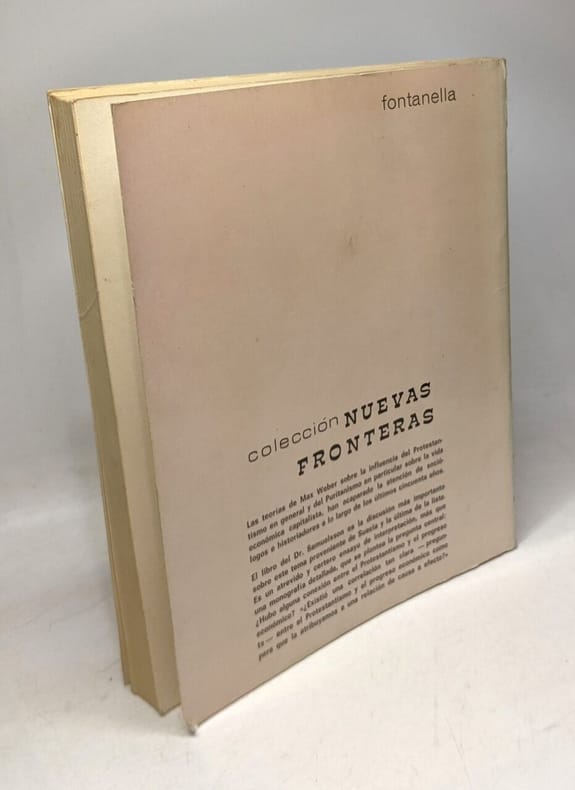 fontanella
colección NUEVAS
FRONTERAS
Las teorías de Max Weber sobre la influencia del Protestan-
tismo en general y del Puritanismo en particular sobre la vida
económica capitalista, han acaparado la atención de soció-
logos e historiadores a lo largo de los últimos cincuenta años.
El libro del Dr. Samuelsson es la discusión más importante
sobre este tema proveniente de Suecia y la última de la lista.
Es un atrevido y certero ensayo de interpretación, más que
una monografía detallada, que se plantea la pregunta central:
¿Hubo alguna conexión entre el Protestantismo y el progreso
económico? «¿Existió una correlación tan clara — pregun-
ta — entre el Protestantismo y el progreso económico como
para que la atribuyamos a una relación de causa a efecto?»